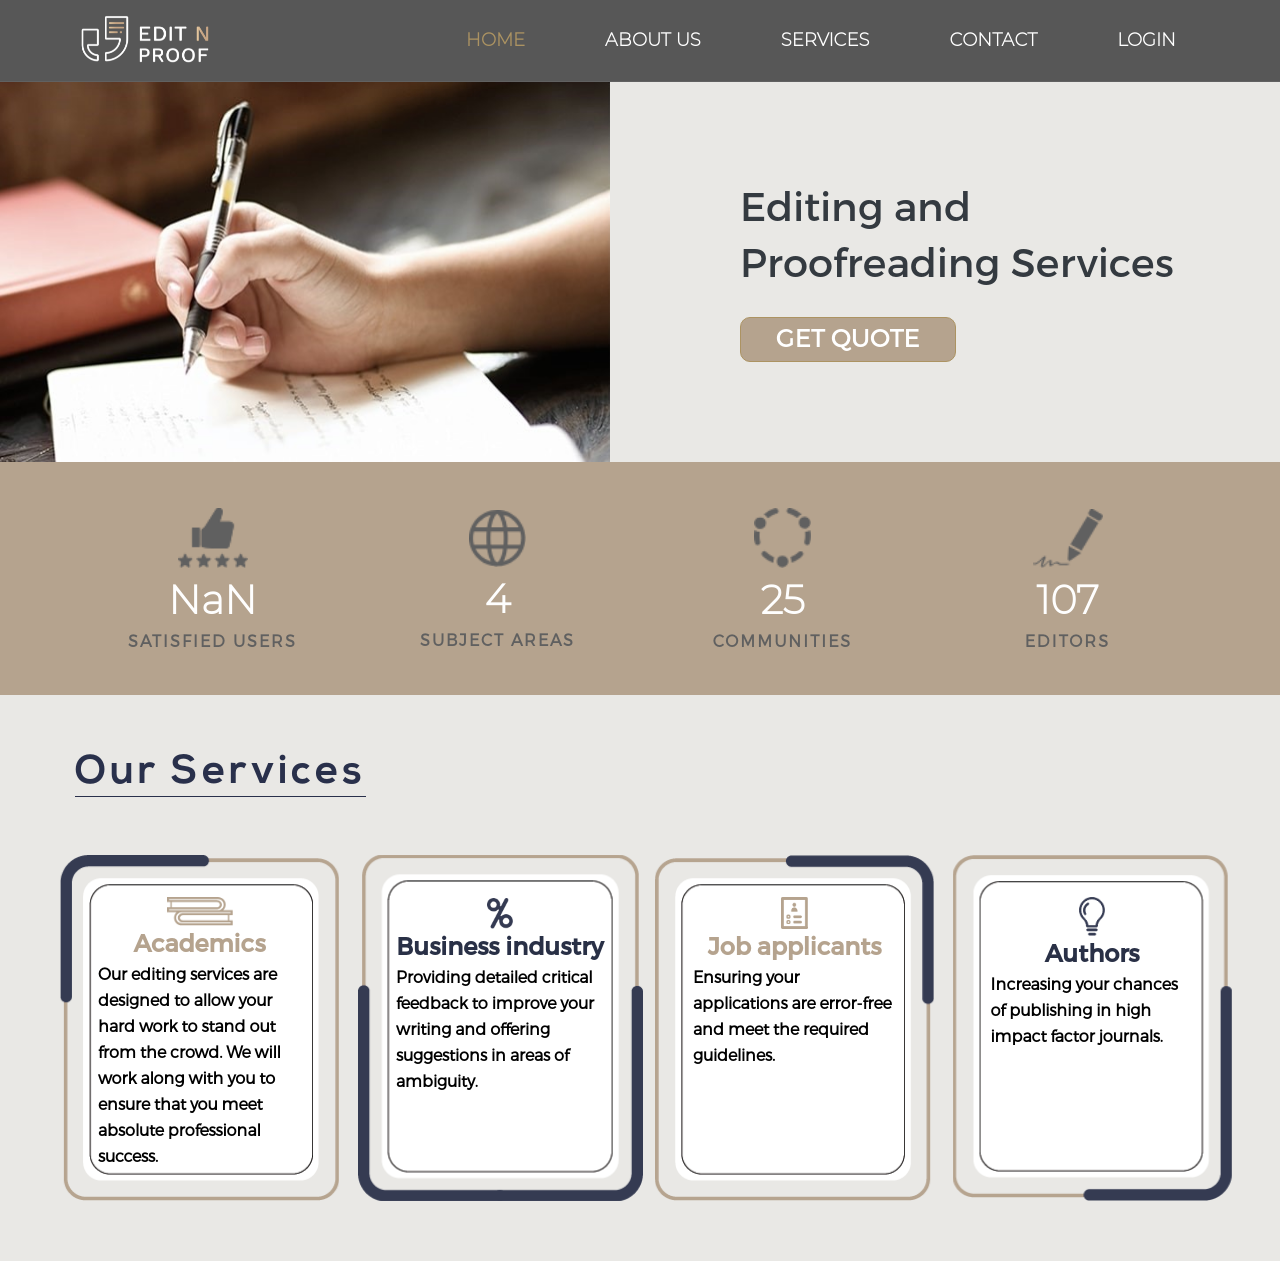 EDIT N
PROOF
HOME ABOUT US SERVICES CONTACT LOGIN
Editing and
Proofreading Services
GET QUOTE
NaN 4 25 107
SATISFIED USERS SUBJECT AREAS COMMUNITIES EDITORS
Our Services
Academics
Our editing services are
designed to allow your
hard work to stand out
from the crowd. We will
work along with you to
ensure that you meet
absolute professional
success.
Business industry
Providing detailed critical
feedback to improve your
writing and offering
suggestions in areas of
ambiguity.
Job applicants
Ensuring your
applications are error-free
and meet the required
guidelines.
Authors
Increasing your chances
of publishing in high
impact factor journals.